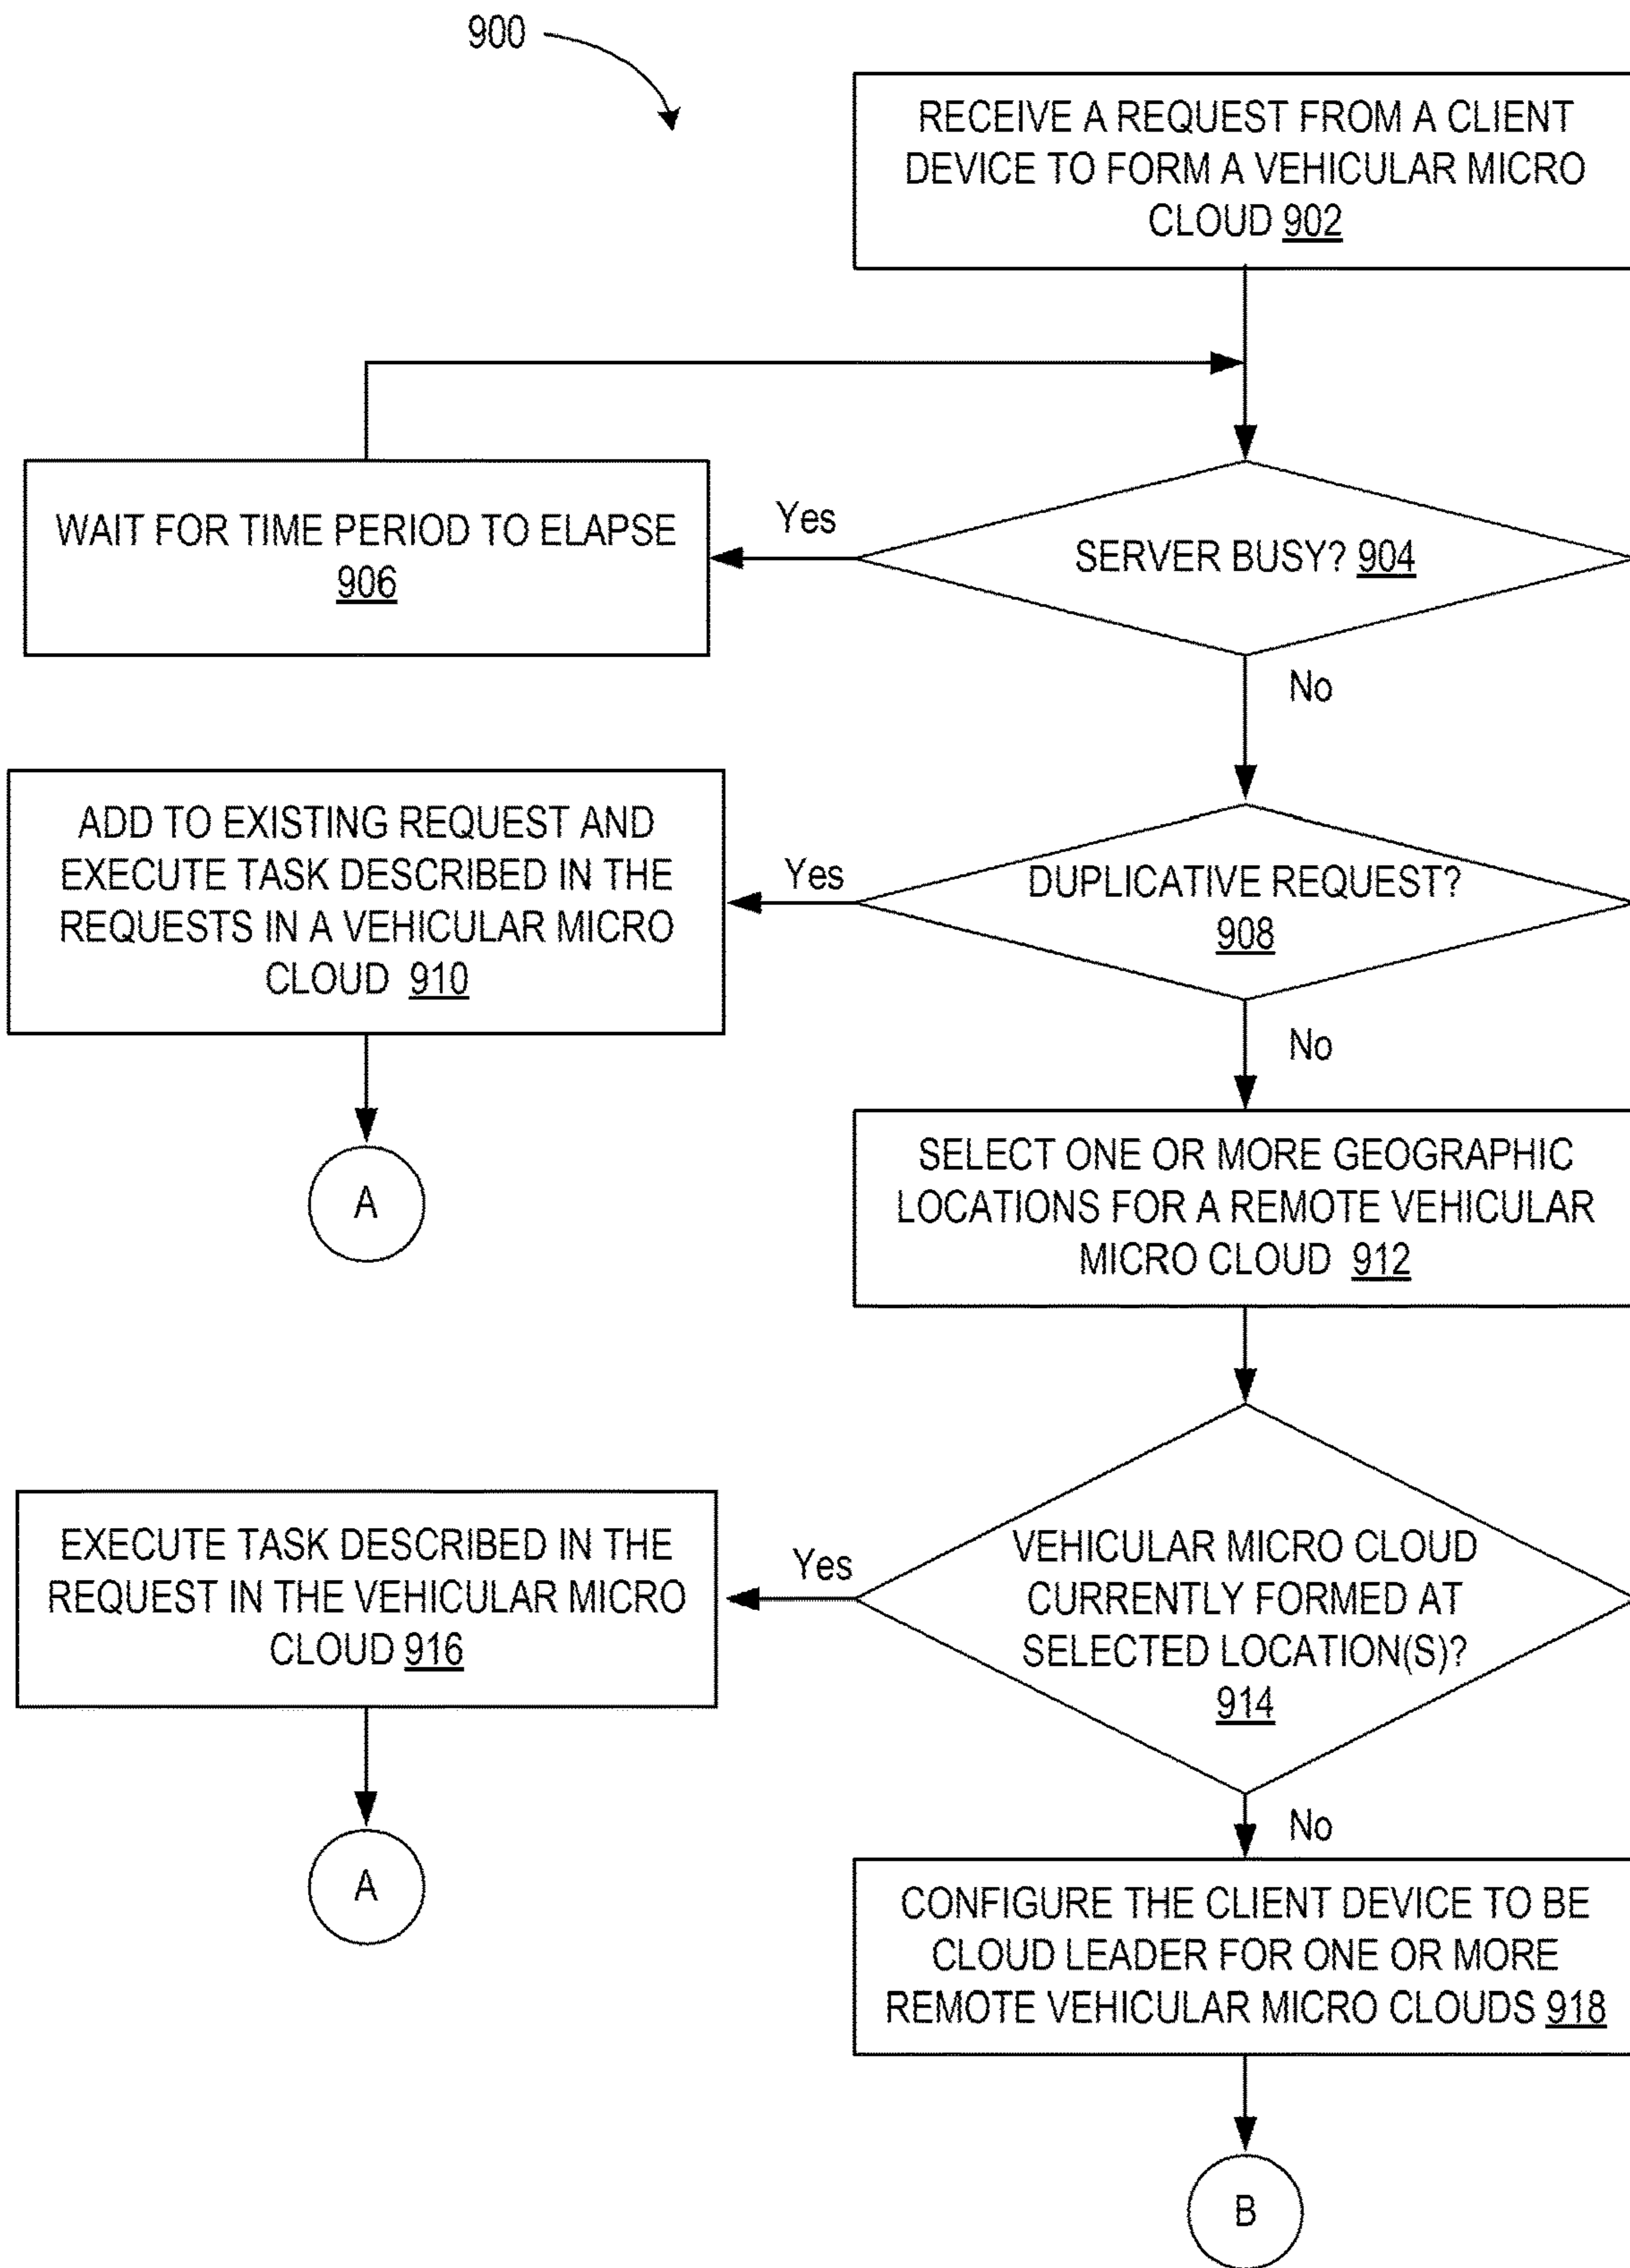 900
RECEIVE A REQUEST FROM A CLIENT
DEVICE TO FORM A VEHICULAR MICRO
CLOUD 902
WAIT FOR TIME PERIOD TO ELAPSE
906
Yes
SERVER BUSY? 904
No
ADD TO EXISTING REQUEST AND
EXECUTE TASK DESCRIBED IN THE
REQUESTS IN A VEHICULAR MICRO
CLOUD 910
Yes
DUPLICATIVE REQUEST?
908
No
A
SELECT ONE OR MORE GEOGRAPHIC
LOCATIONS FOR A REMOTE VEHICULAR
MICRO CLOUD 912
EXECUTE TASK DESCRIBED IN THE
REQUEST IN THE VEHICULAR MICRO
CLOUD 916
Yes
VEHICULAR MICRO CLOUD
CURRENTLY FORMED AT
SELECTED LOCATION(S)?
914
No
A
CONFIGURE THE CLIENT DEVICE TO BE
CLOUD LEADER FOR ONE OR MORE
REMOTE VEHICULAR MICRO CLOUDS 918
B